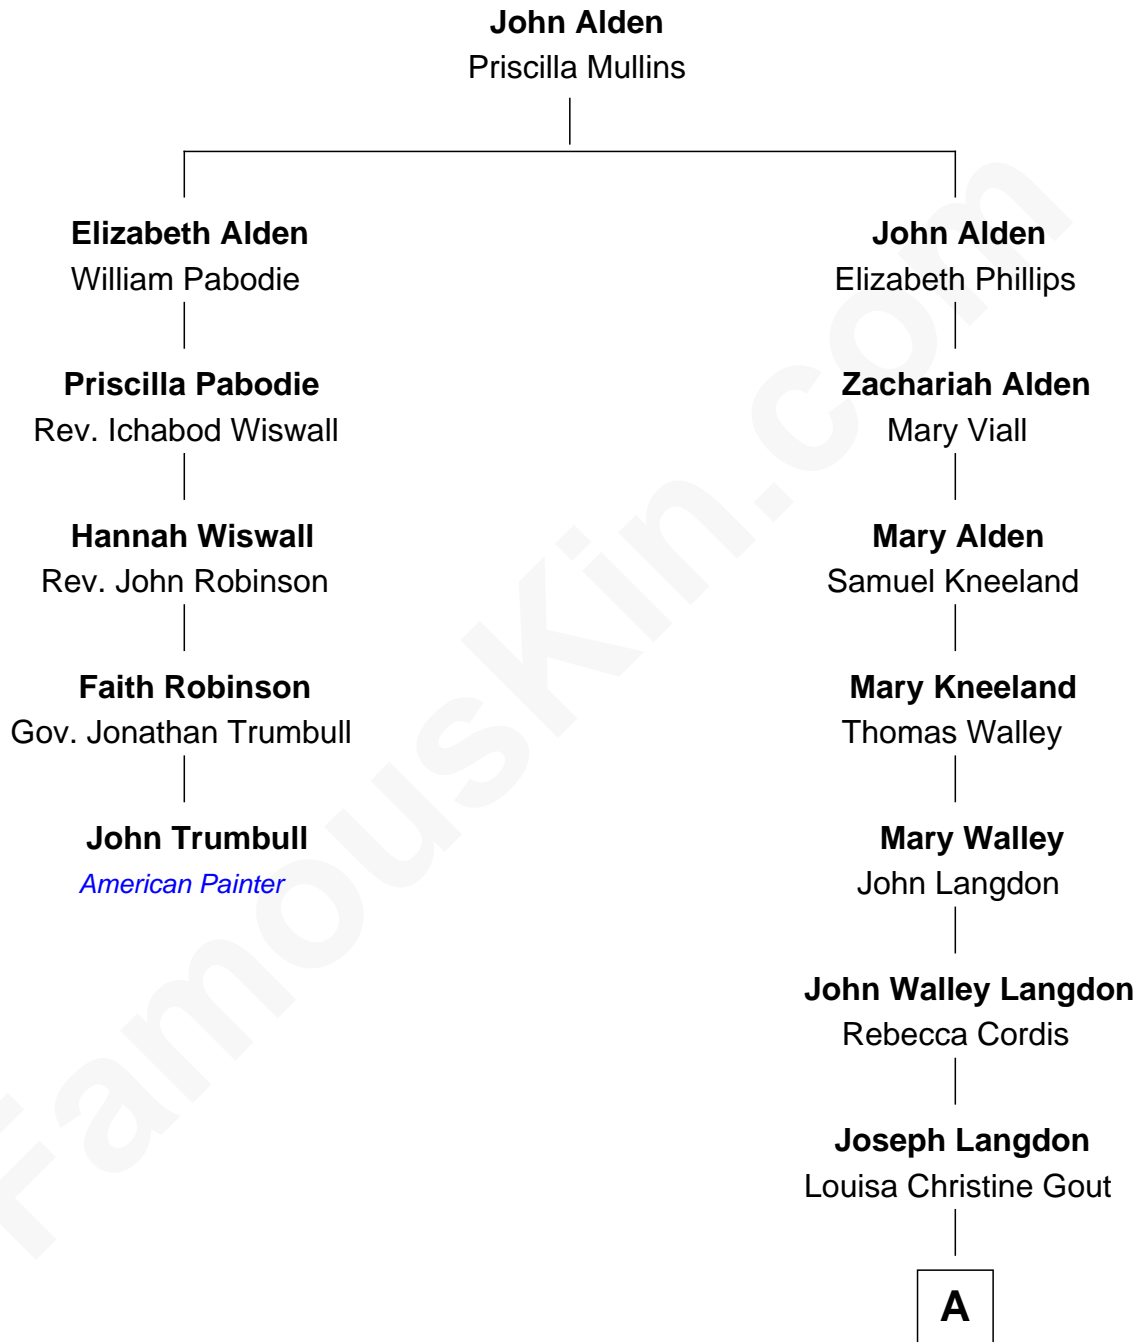 John Alden
Priscilla Mullins
Elizabeth Alden
William Pabodie
Priscilla Pabodie
Rev. Ichabod Wiswall
Hannah Wiswall
Rev. John Robinson
Faith Robinson
Gov. Jonathan Trumbull
John Trumbull
American Painter
John Alden
Elizabeth Phillips
Zachariah Alden
Mary Viall
Mary Alden
Samuel Kneeland
Mary Kneeland
Thomas Walley
Mary Walley
John Langdon
John Walley Langdon
Rebecca Cordis
Joseph Langdon
Louisa Christine Gout
A
FamousKin.com